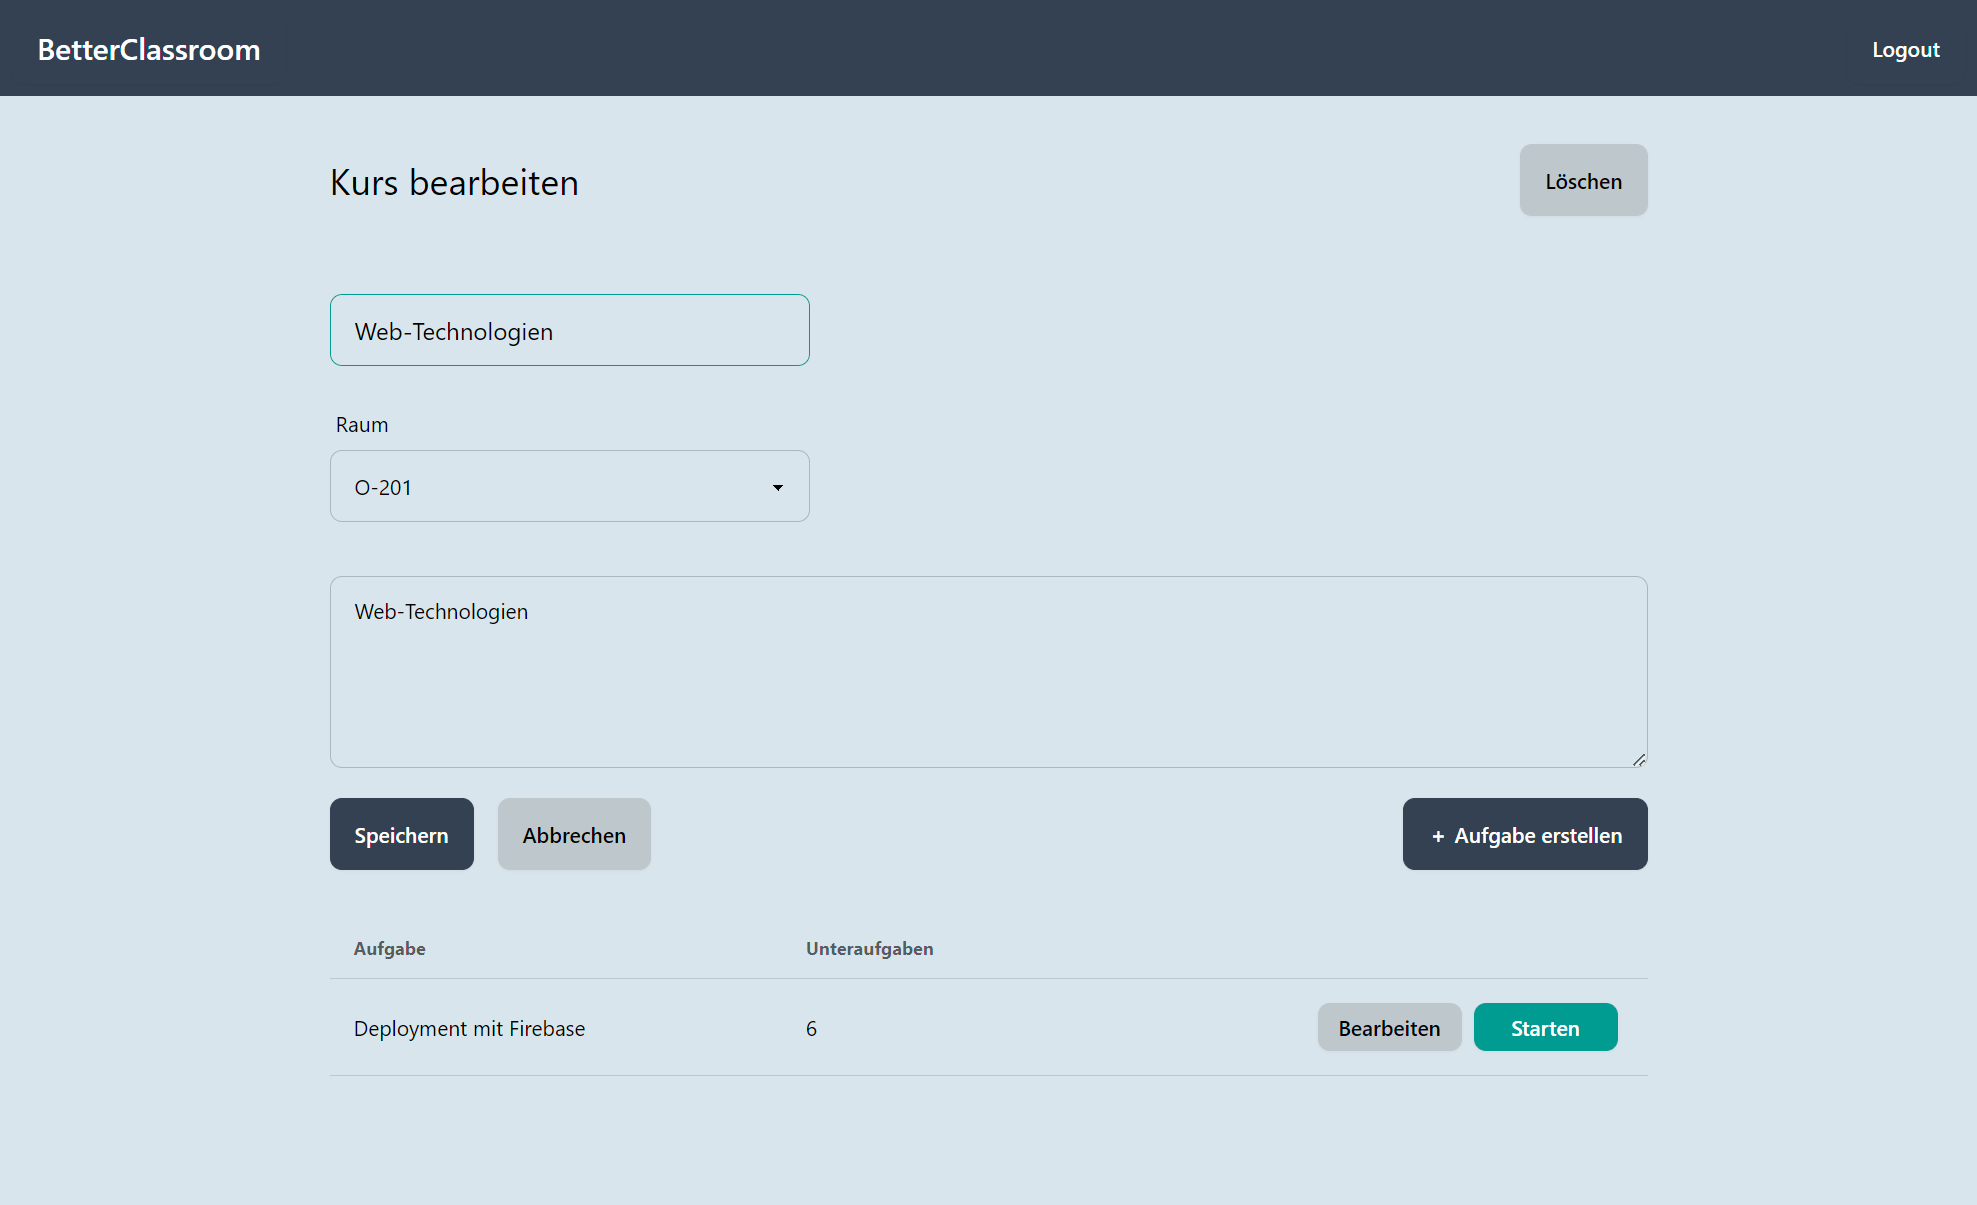 BetterClassroom
Logout
Kurs bearbeiten
Löschen
Web-Technologien
Raum
O-201
Web-Technologien
Speichern
Abbrechen
+ Aufgabe erstellen
Aufgabe
Unteraufgaben
Deployment mit Firebase
6
Bearbeiten
Starten